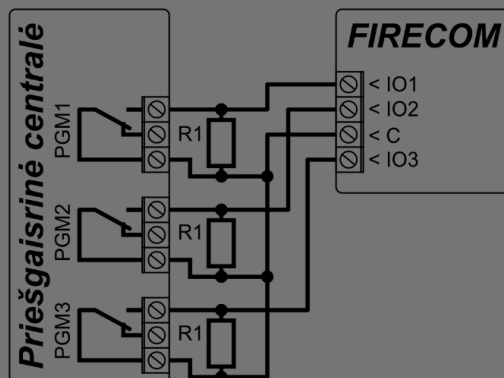 Priešgaisrinė centralė
FIRECOM
PGM1
R1
< IO1
< IO2
< C
< IO3
PGM2
R1
PGM3
R1